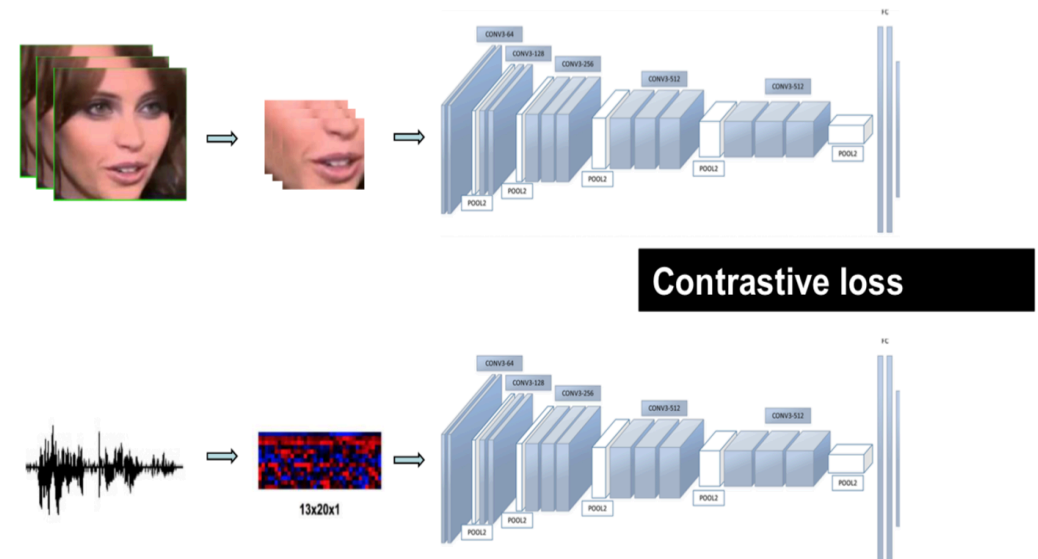 FC
CONV3-64
CONV3-128
CONV3-256
CONV3-512
CONV3-512
POOL2
POOL2
POOL2
POOL2
POOL2
Contrastive loss
FC
CONV3-64
CONV3-128
CONV3-256
CONV3-512
CONV3-512
POOL2
POOL2
POOL2
POOL2
POOL2
13x20x1